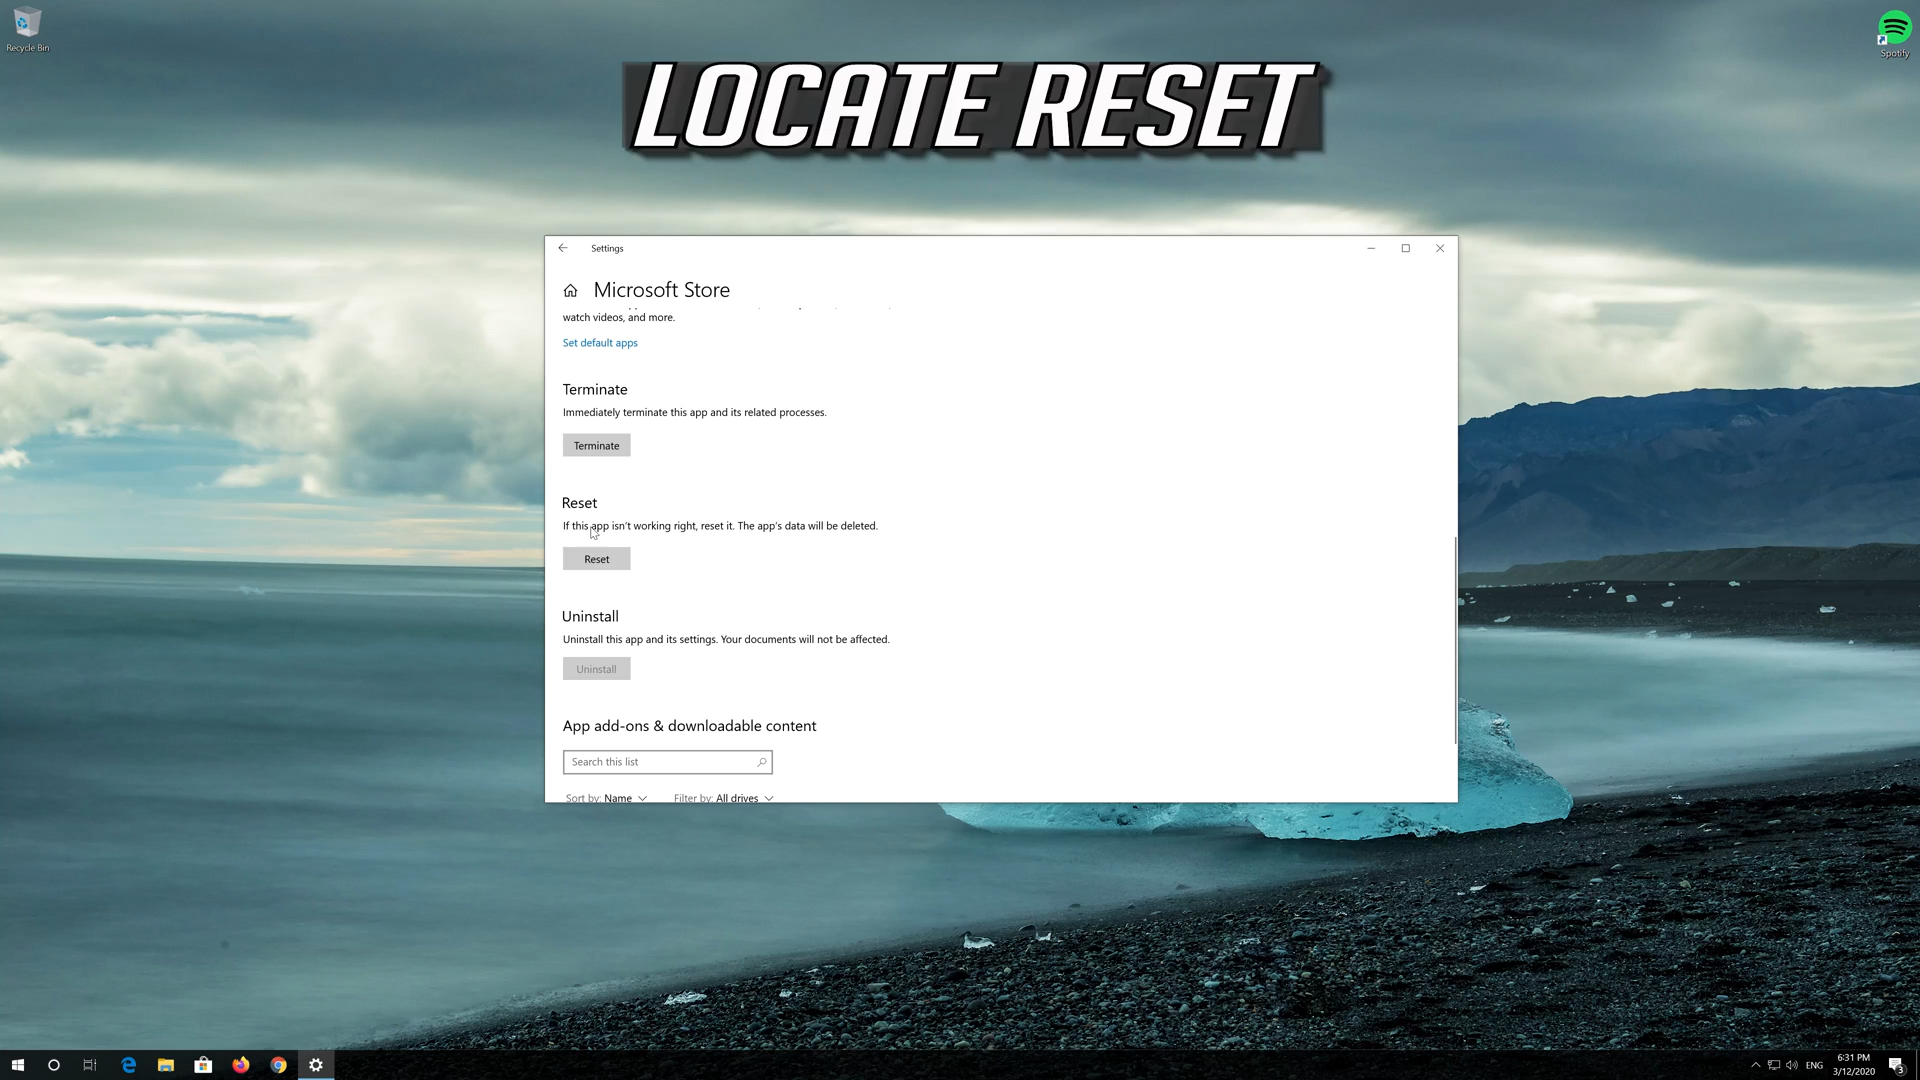 Recycle Bin
Spotify
LOCATE RESET
Settings
Microsoft Store
watch videos, and more.
Set default apps
Terminate
Immediately terminate this app and its related processes.
Terminate
Reset
If this app isn't working right, reset it. The app's data will be deleted.
Reset
Uninstall
Uninstall this app and its settings. Your documents will not be affected.
Uninstall
App add-ons & downloadable content
Search this list
Sort by: Name
Filter by: All drives
ENG
6:31 PM
3/12/2020
3